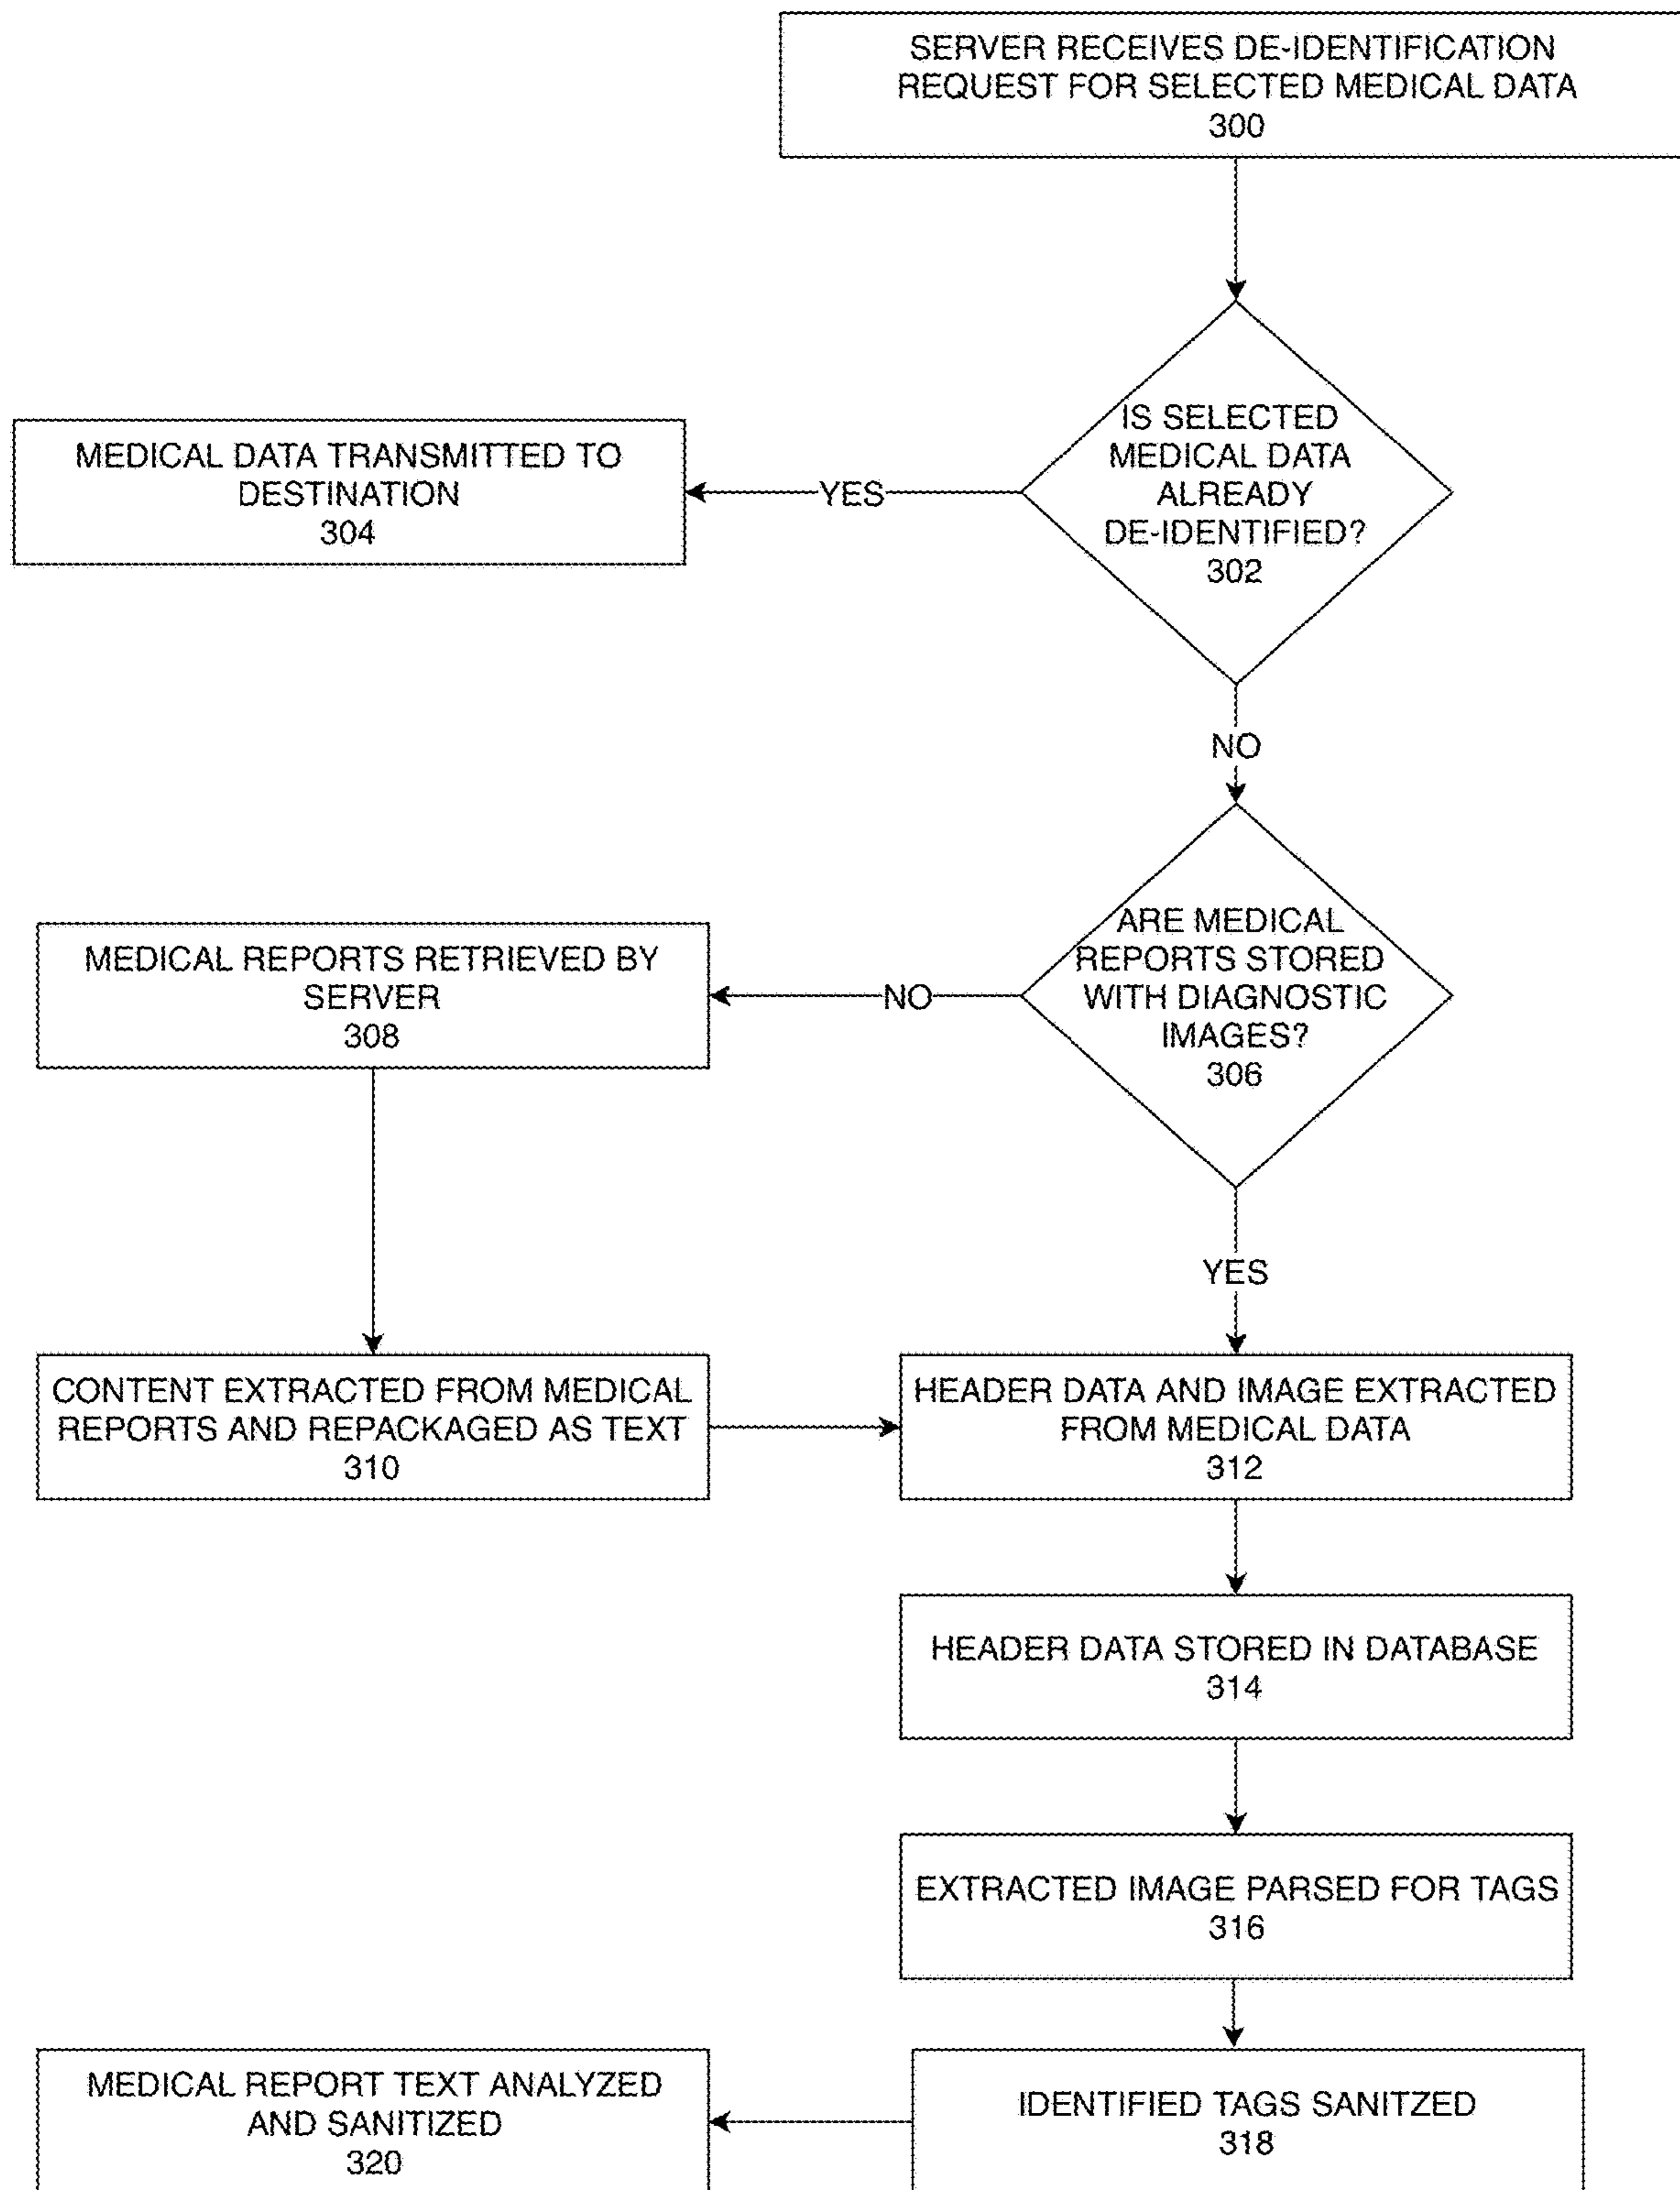 SERVER RECEIVES DE-IDENTIFICATION
REQUEST FOR SELECTED MEDICAL DATA
300
IS SELECTED
MEDICAL DATA
ALREADY
DE-IDENTIFIED?
302
YES
MEDICAL DATA TRANSMITTED TO
DESTINATION
304
NO
ARE MEDICAL
REPORTS STORED
WITH DIAGNOSTIC
IMAGES?
306
NO
MEDICAL REPORTS RETRIEVED BY
SERVER
308
YES
CONTENT EXTRACTED FROM MEDICAL
REPORTS AND REPACKAGED AS TEXT
310
HEADER DATA AND IMAGE EXTRACTED
FROM MEDICAL DATA
312
HEADER DATA STORED IN DATABASE
314
EXTRACTED IMAGE PARSED FOR TAGS
316
IDENTIFIED TAGS SANITZED
318
MEDICAL REPORT TEXT ANALYZED
AND SANITIZED
320